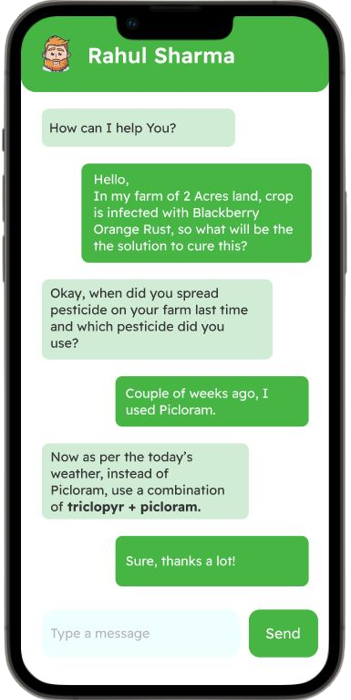 Rahul Sharma
How can I help You?
Hello,
In my farm of 2 Acres land, crop
is infected with Blackberry
Orange Rust, so what will be the
the solution to cure this?
Okay, when did you spread
pesticide on your farm last time
and which pesticide did you
use?
Couple of weeks ago, I
used Picloram.
Now as per the today's
weather, instead of
Picloram, use a combination
of triclopyr + picloram.
Sure, thanks a lot!
Type a message
Send